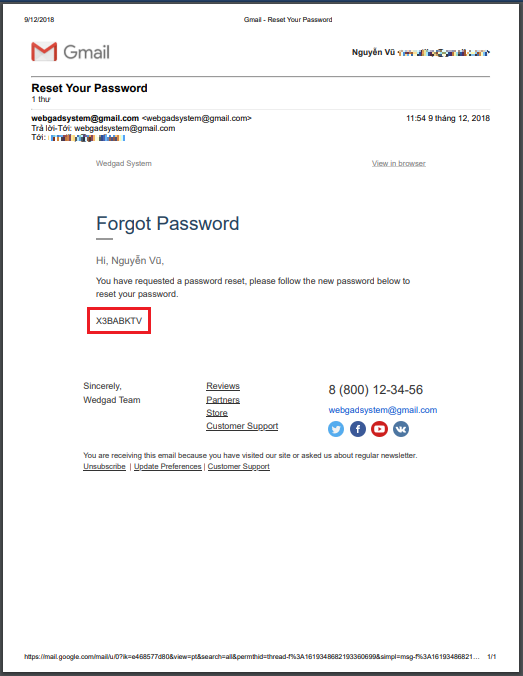 9/12/2018 Gmail - Reset Your Password
Gmail
Nguyễn Vũ
Reset Your Password
1 thư
webgadsystem@gmail.com <webgadsystem@gmail.com> 11:54 9 tháng 12, 2018
Trả lời-Tới: webgadsystem@gmail.com
Tới:
Wedgad System View in browser
Forgot Password
Hi, Nguyễn Vũ,
You have requested a password reset, please follow the new password below to
reset your password.
X3BABKTV
Sincerely,
Wedgad Team
Reviews
Partners
Store
Customer Support
8 (800) 12-34-56
webgadsystem@gmail.com
You are receiving this email because you have visited our site or asked us about regular newsletter.
Unsubscribe | Update Preferences | Customer Support
https://mail.google.com/mail/u/0?ik=e468577d80&view=pt&search=all&permthid=thread-f%3A1619348682193360699&simpl=msg-f%3A16193486821... 1/1